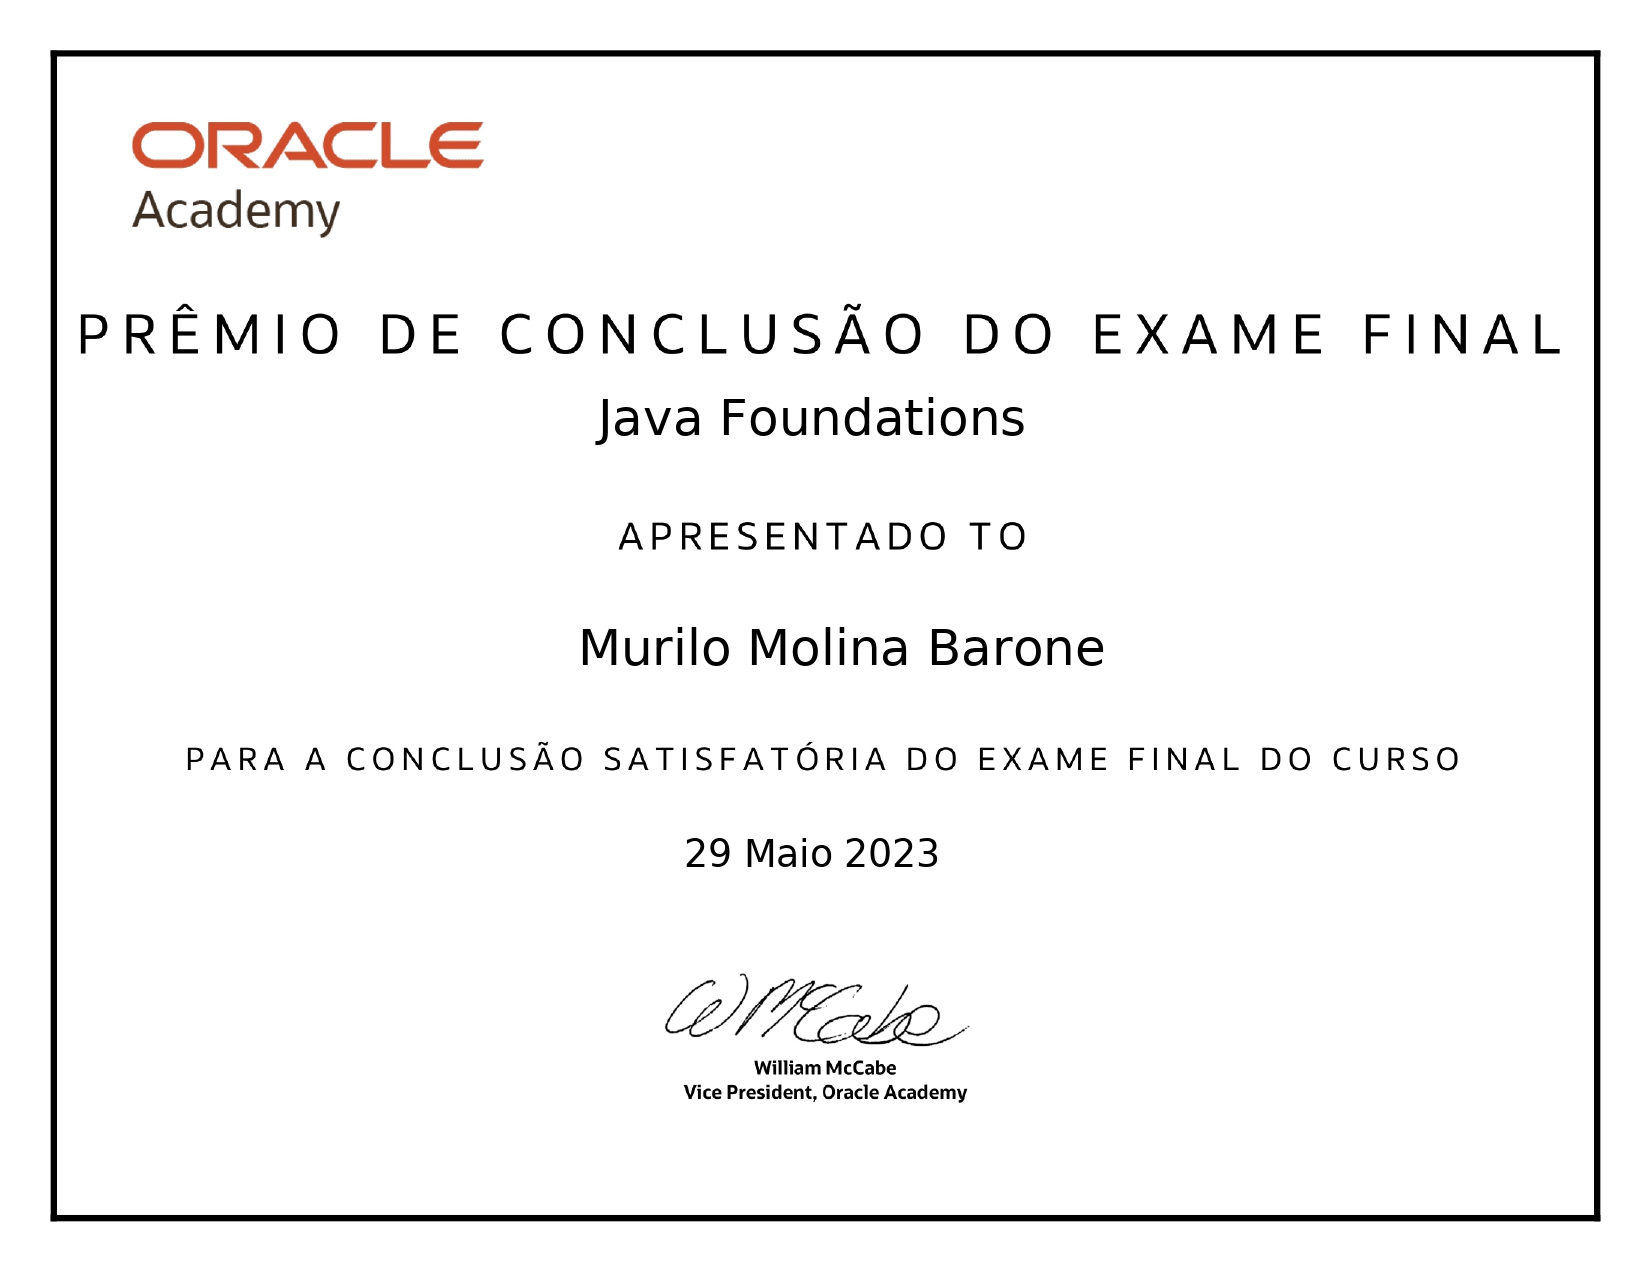 ORACLE
Academy
PRÊMIO DE CONCLUSÃO DO EXAME FINAL
Java Foundations
APRESENTADO TO
Murilo Molina Barone
PARA A CONCLUSÃO SATISFATÓRIA DO EXAME FINAL DO CURSO
29 Maio 2023
W McCabe
William McCabe
Vice President, Oracle Academy